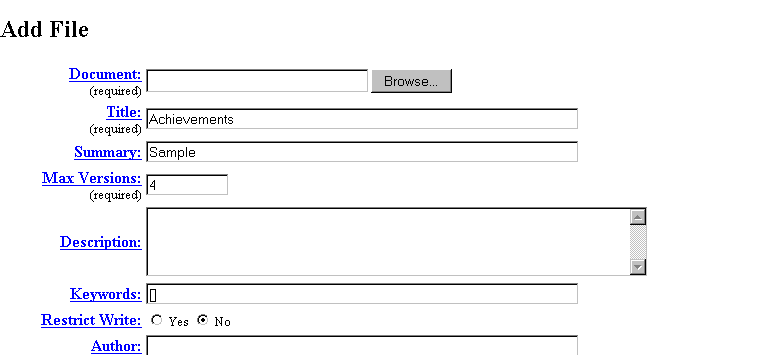 Add File
Document:
(required)
Browse...
Title:
(required)
Achievements
Summary:
Sample
Max Versions:
(required)
4
Description:
Keywords:
[]
Restrict Write:
Yes No
Author: